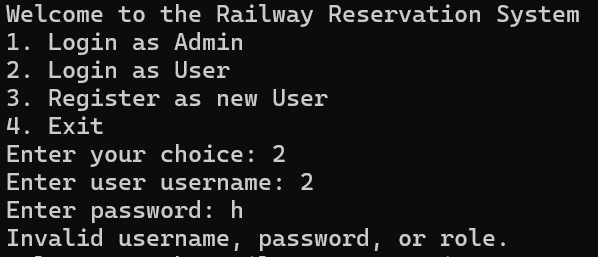 Welcome to the Railway Reservation System
1. Login as Admin
2. Login as User
3. Register as new User
4. Exit
Enter your choice: 2
Enter user username: 2
Enter password: h
Invalid username, password, or role.